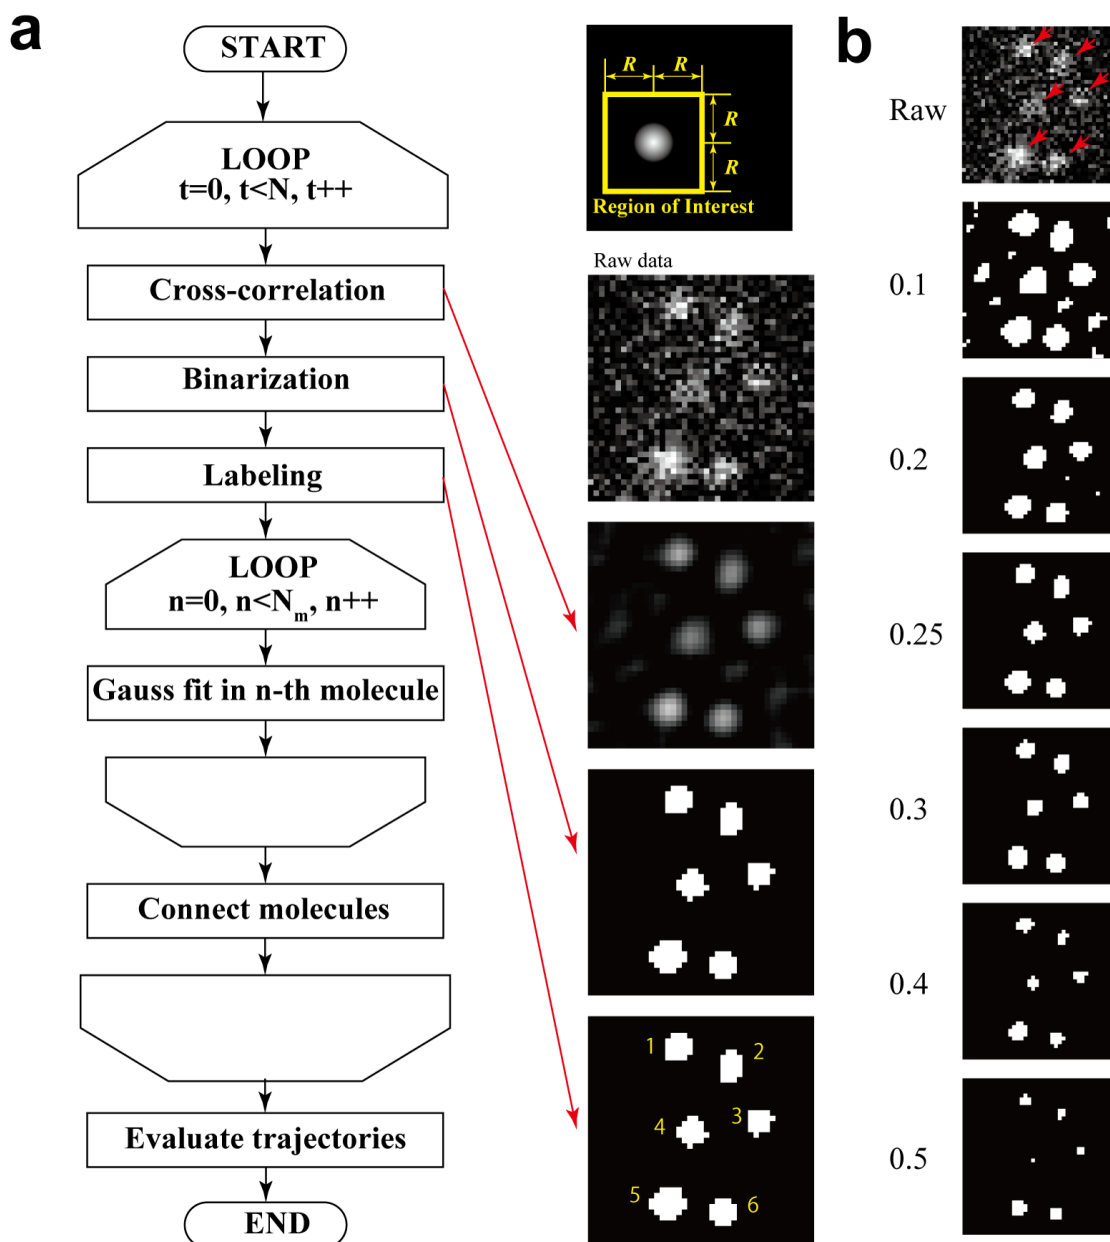 a
START
LOOP
t=0, t<N, t++
Cross-correlation
Binarization
Labeling
LOOP
n=0, n<Nm, n++
Gauss fit in n-th molecule
Connect molecules
Evaluate trajectories
END
R R
R
R
Region of Interest
Raw data
1
2
3
4
5
6
b
Raw
0.1
0.2
0.25
0.3
0.4
0.5